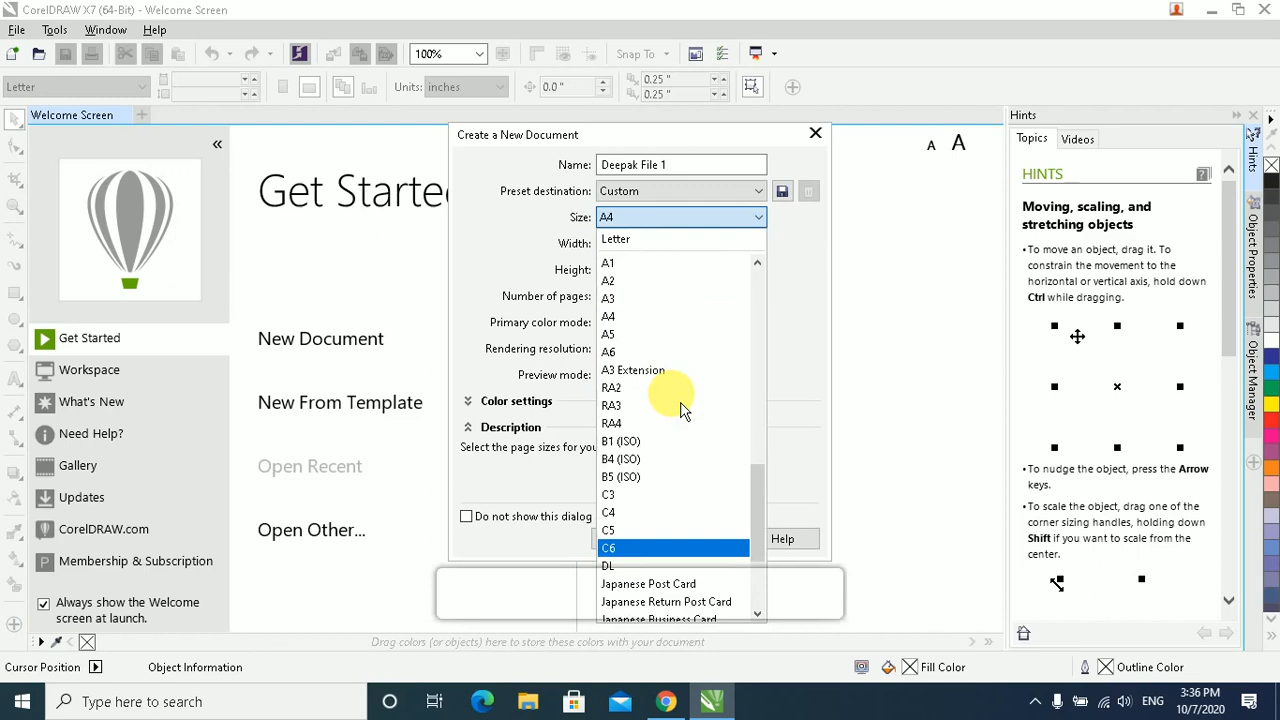 CorelDRAW X7 (64-Bit) - Welcome Screen
File Tools Window Help
100% Snap To
Letter Units: inches 0.0 ° 0.25 " 0.25 "
Welcome Screen
Get Started
Get Started
Workspace
What's New
Need Help?
Gallery
Updates
CorelDRAW.com
Membership & Subscription
Always show the Welcome
screen at launch.
New Document
New From Template
Open Recent
Open Other...
A A
Create a New Document
Name: Deepak File 1
Preset destination: Custom
Size: A4
Width:
Height:
Number of pages:
Primary color mode:
Rendering resolution:
Preview mode:
Color settings
Description
Select the page sizes for you
Do not show this dialog
Help
Letter
A1
A2
A3
A4
A5
A6
A3 Extension
RA2
RA3
RA4
B1 (ISO)
B4 (ISO)
B5 (ISO)
C3
C4
C5
C6
DL
Japanese Post Card
Japanese Return Post Card
Japanese Business Card
Hints
Topics Videos
HINTS
Moving, scaling, and
stretching objects
• To move an object, drag it. To
constrain the movement to the
horizontal or vertical axis, hold down
Ctrl while dragging.
• To nudge the object, press the Arrow
keys.
• To scale the object, drag one of the
corner sizing handles, holding down
Shift if you want to scale from the
center.
Hints
Object Properties
Object Manager
Drag colors (or objects) here to store these colors with your document
Cursor Position Object Information Fill Color Outline Color
Type here to search
ENG
3:36 PM
10/7/2020